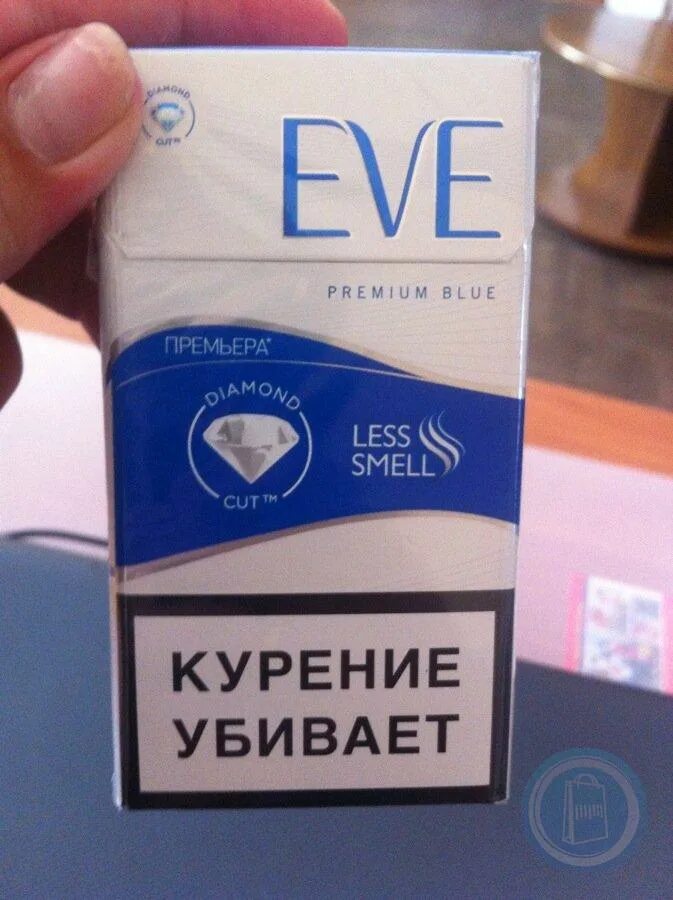 DIAMOND
CUT™
EVE
PREMIUM BLUE
ПРЕМЬЕРА*
DIAMOND
CUT™
LESS
SMELL
КУРЕНИЕ
УБИВАЕТ